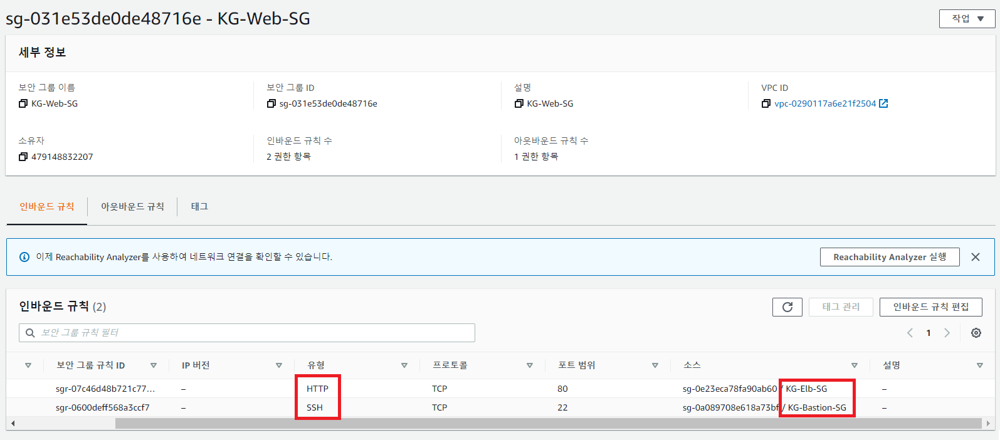 sg-031e53de0de48716e - KG-Web-SG
작업
세부 정보
보안 그룹 이름
KG-Web-SG
보안 그룹 ID
sg-031e53de0de48716e
설명
KG-Web-SG
VPC ID
vpc-0290117a6e21f2504
소유자
479148832207
인바운드 규칙 수
2 권한 항목
아웃바운드 규칙 수
1 권한 항목
인바운드 규칙 아웃바운드 규칙 태그
이제 Reachability Analyzer를 사용하여 네트워크 연결을 확인할 수 있습니다.
Reachability Analyzer 실행
인바운드 규칙 (2)
태그 관리
인바운드 규칙 편집
보안 그룹 규칙 필터
1
보안 그룹 규칙 ID IP 버전 유형 프로토콜 포트 범위 소스 설명
sgr-07c46d48b721c77... – HTTP TCP 80 sg-0e23eca78fa90ab60 / KG-Elb-SG –
sgr-0600deff568a3ccf7 – SSH TCP 22 sg-0a089708e618a73bf / KG-Bastion-SG –